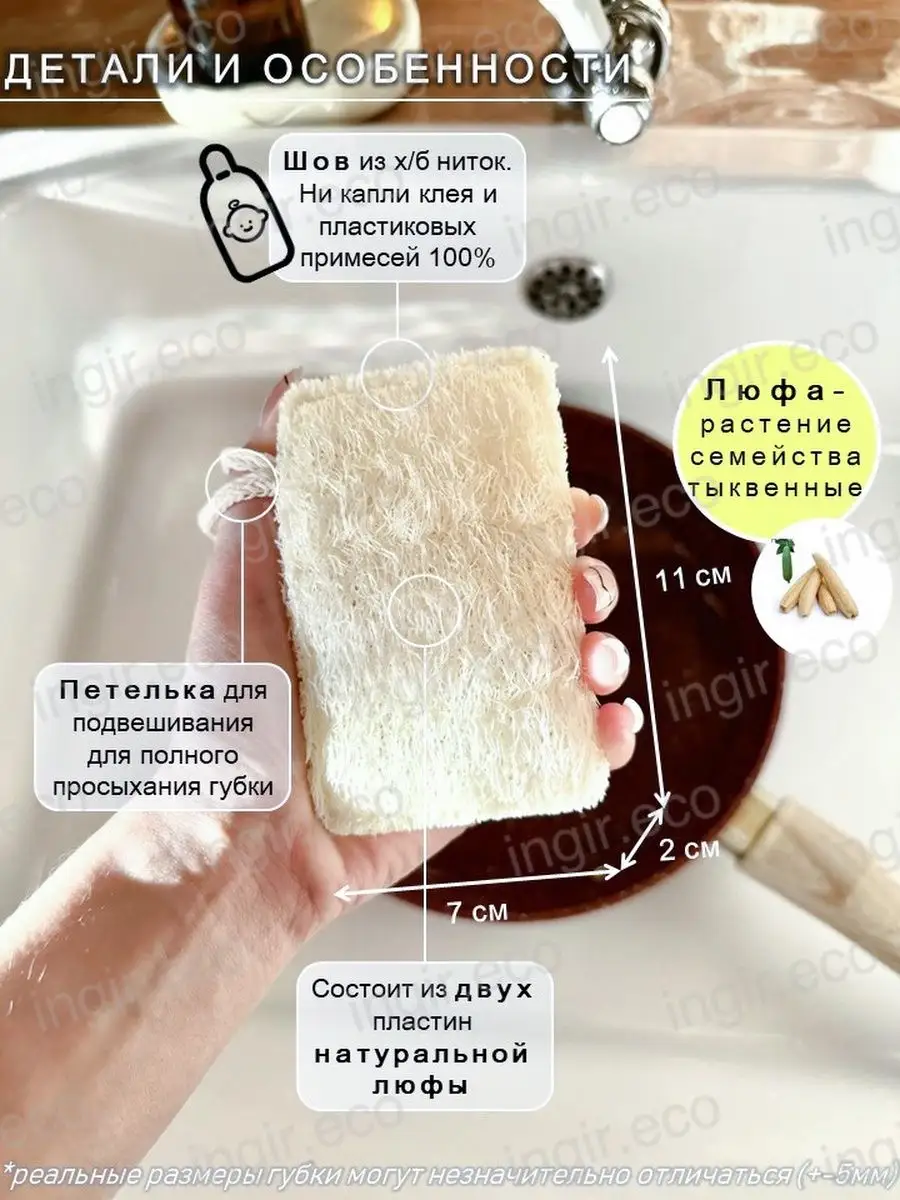 ДЕТАЛИ И ОСОБЕННОСТИ
Шов из х/б ниток.
Ни капли клея и
пластиковых
примесей 100%
Люфа-
растение
семейства
тыквенные
11 см
Петелька для
подвешивания
для полного
просыхания губки
2 см
7 см
Состоит из двух
пластин
натуральной
люфы
*реальные размеры губки могут незначительно отличаться (+-5мм)
ingir.eco